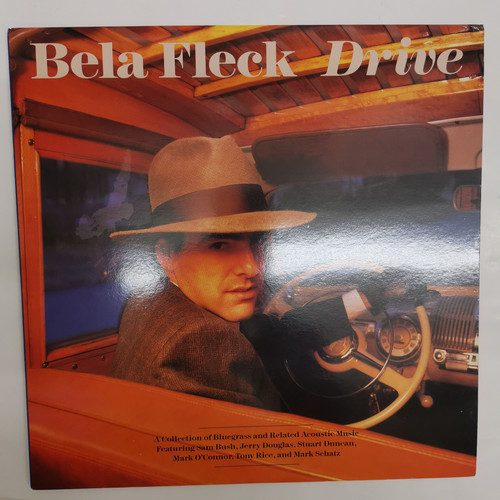 Bela Fleck Drive
A Collection of Bluegrass and Related Acoustic Music
Featuring Sam Bush, Jerry Douglas, Stuart Duncan,
Mark O'Connor, Tony Rice, and Mark Schatz